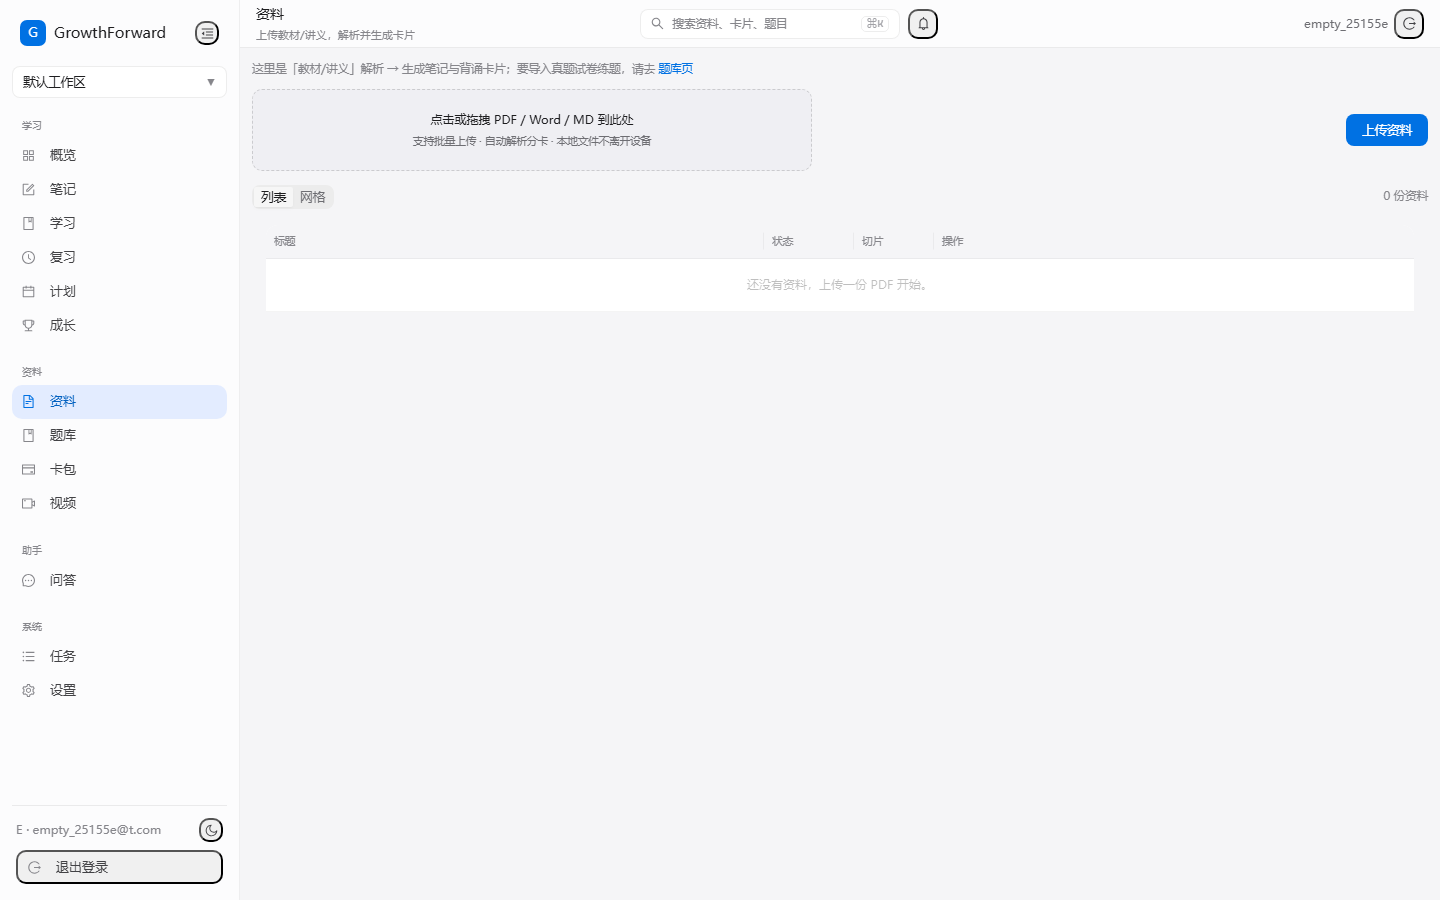 G GrowthForward
默认工作区 ▼
学习
概览
笔记
学习
复习
计划
成长
资料
资料
题库
卡包
视频
助手
问答
系统
任务
设置
E · empty_25155e@t.com
退出登录
资料
上传教材/讲义，解析并生成卡片
搜索资料、卡片、题目 ⌘K
empty_25155e
这里是「教材/讲义」解析 → 生成笔记与背诵卡片；要导入真题试卷练题，请去 题库页
点击或拖拽 PDF / Word / MD 到此处
支持批量上传 · 自动解析分卡 · 本地文件不离开设备
上传资料
列表 网格
0 份资料
标题 状态 切片 操作
还没有资料，上传一份 PDF 开始。